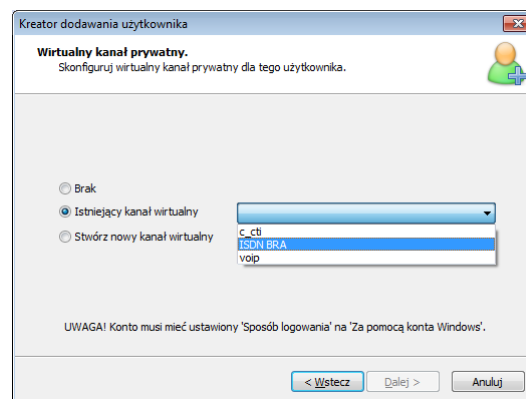 Kreator dodawania użytkownika
Wirtualny kanał prywatny.
Skonfiguruj wirtualny kanał prywatny dla tego użytkownika.
Brak
Istniejący kanał wirtualny
Stwórz nowy kanał wirtualny
c_cti
ISDN BRA
voip
UWAGA! Konto musi mieć ustawiony 'Sposób logowania' na 'Za pomocą konta Windows'.
< Wstecz Dalej > Anuluj